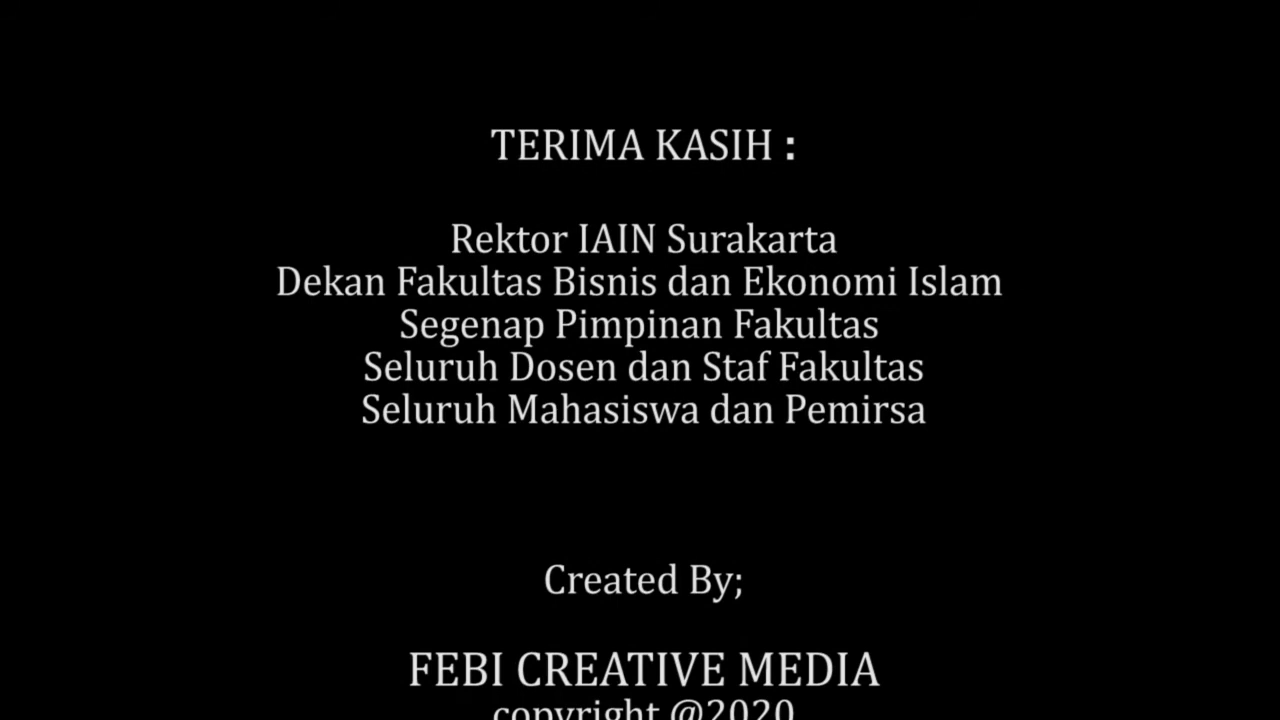 TERIMA KASIH :
Rektor IAIN Surakarta
Dekan Fakultas Bisnis dan Ekonomi Islam
Segenap Pimpinan Fakultas
Seluruh Dosen dan Staf Fakultas
Seluruh Mahasiswa dan Pemirsa
Created By;
FEBI CREATIVE MEDIA
copyright @2020